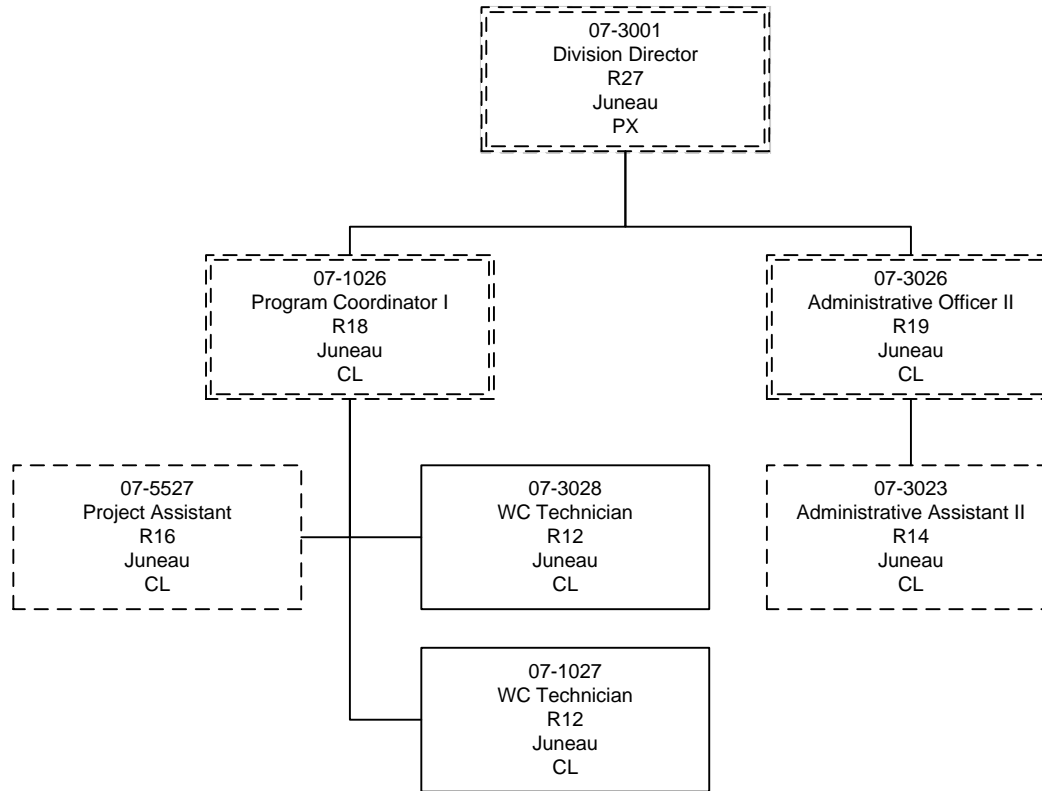 07-3001
Division Director
R27
Juneau
PX
07-1026
Program Coordinator I
R18
Juneau
CL
07-3026
Administrative Officer II
R19
Juneau
CL
07-5527
Project Assistant
R16
Juneau
CL
07-3028
WC Technician
R12
Juneau
CL
07-3023
Administrative Assistant II
R14
Juneau
CL
07-1027
WC Technician
R12
Juneau
CL